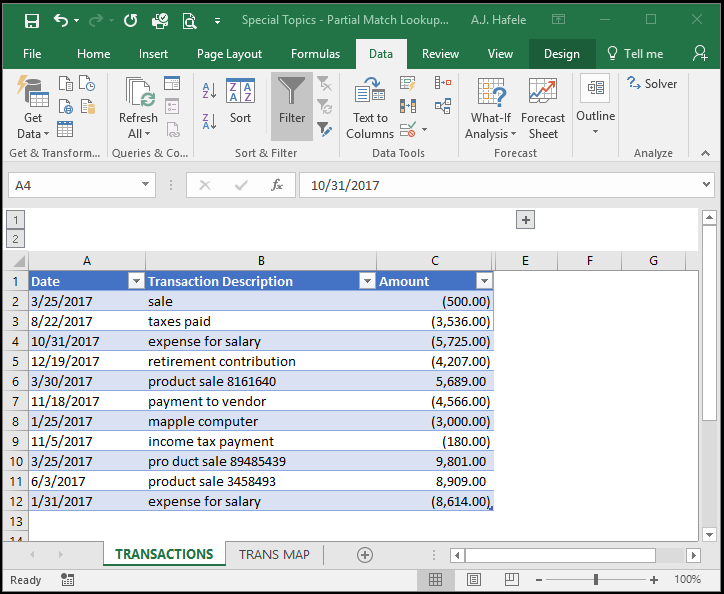 Special Topics - Partial Match Lookup... A.J. Hafele
File Home Insert Page Layout Formulas Data Review View Design Tell me
Get Data Refresh All Sort Filter Text to Columns What-If Analysis Forecast Sheet Outline Solver
Get & Transform... Queries & Co... Sort & Filter Data Tools Forecast Analyze
A4 fx 10/31/2017
1
2
A B C E F G
1 Date Transaction Description Amount
2 3/25/2017 sale (500.00)
3 8/22/2017 taxes paid (3,536.00)
4 10/31/2017 expense for salary (5,725.00)
5 12/19/2017 retirement contribution (4,207.00)
6 3/30/2017 product sale 8161640 5,689.00
7 11/18/2017 payment to vendor (4,566.00)
8 1/25/2017 mapple computer (3,000.00)
9 11/5/2017 income tax payment (180.00)
10 3/25/2017 pro duct sale 89485439 9,801.00
11 6/3/2017 product sale 3458493 8,909.00
12 1/31/2017 expense for salary (8,614.00)
13
14
TRANSACTIONS TRANS MAP
Ready 100%